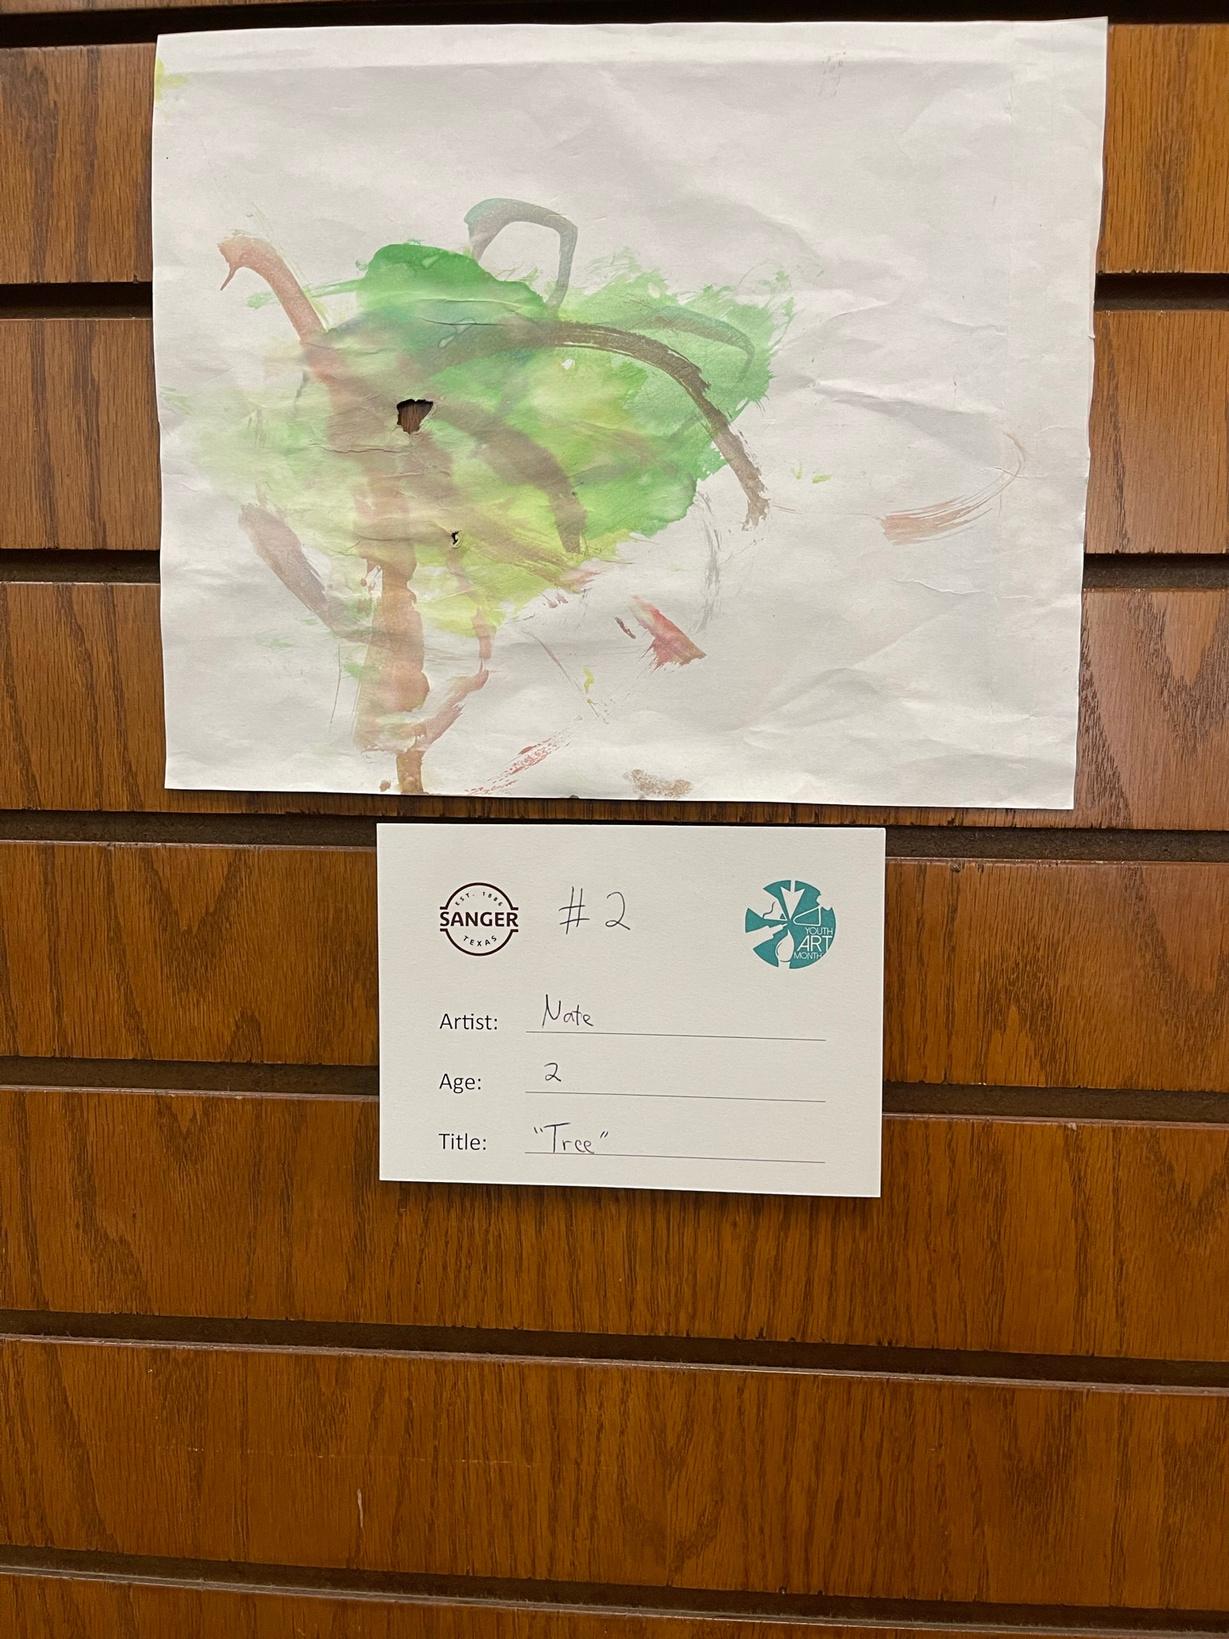 EST. 1886
SANGER
TEXAS
#2
YOUTH
ART
MONTH
Artist: Nate
Age: 2
Title: "Tree"